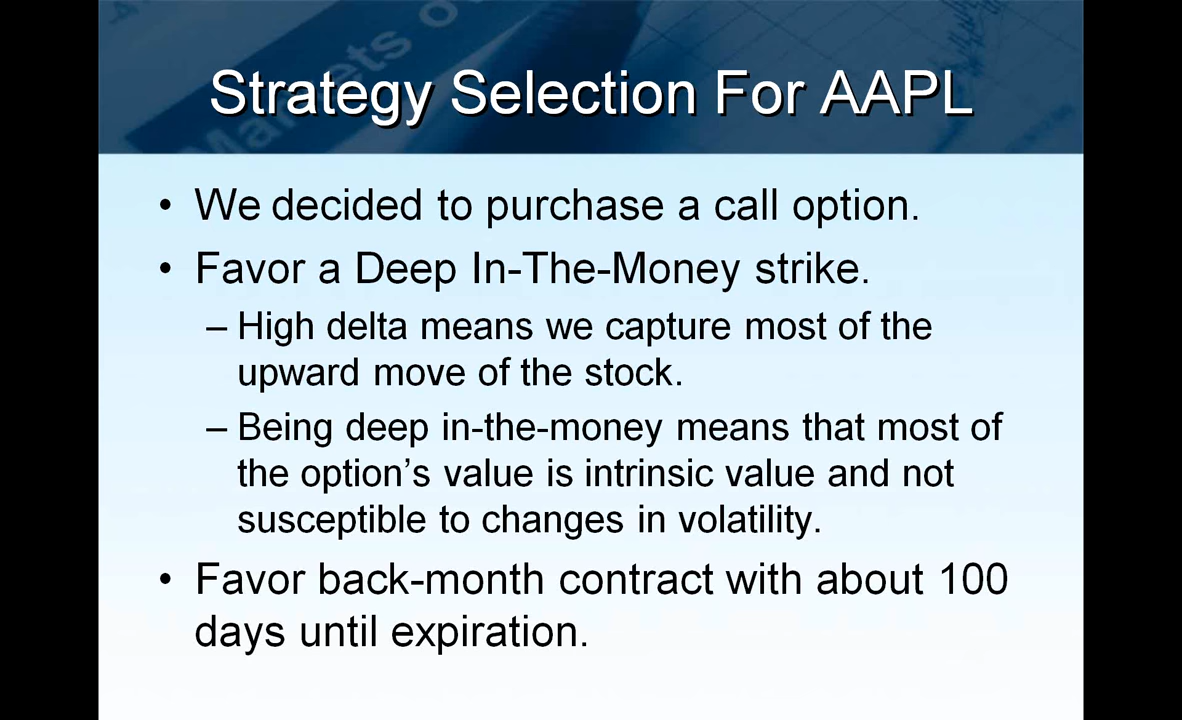 Markets o
Strategy Selection For AAPL
• We decided to purchase a call option.
• Favor a Deep In-The-Money strike.
– High delta means we capture most of the
upward move of the stock.
– Being deep in-the-money means that most of
the option’s value is intrinsic value and not
susceptible to changes in volatility.
• Favor back-month contract with about 100
days until expiration.